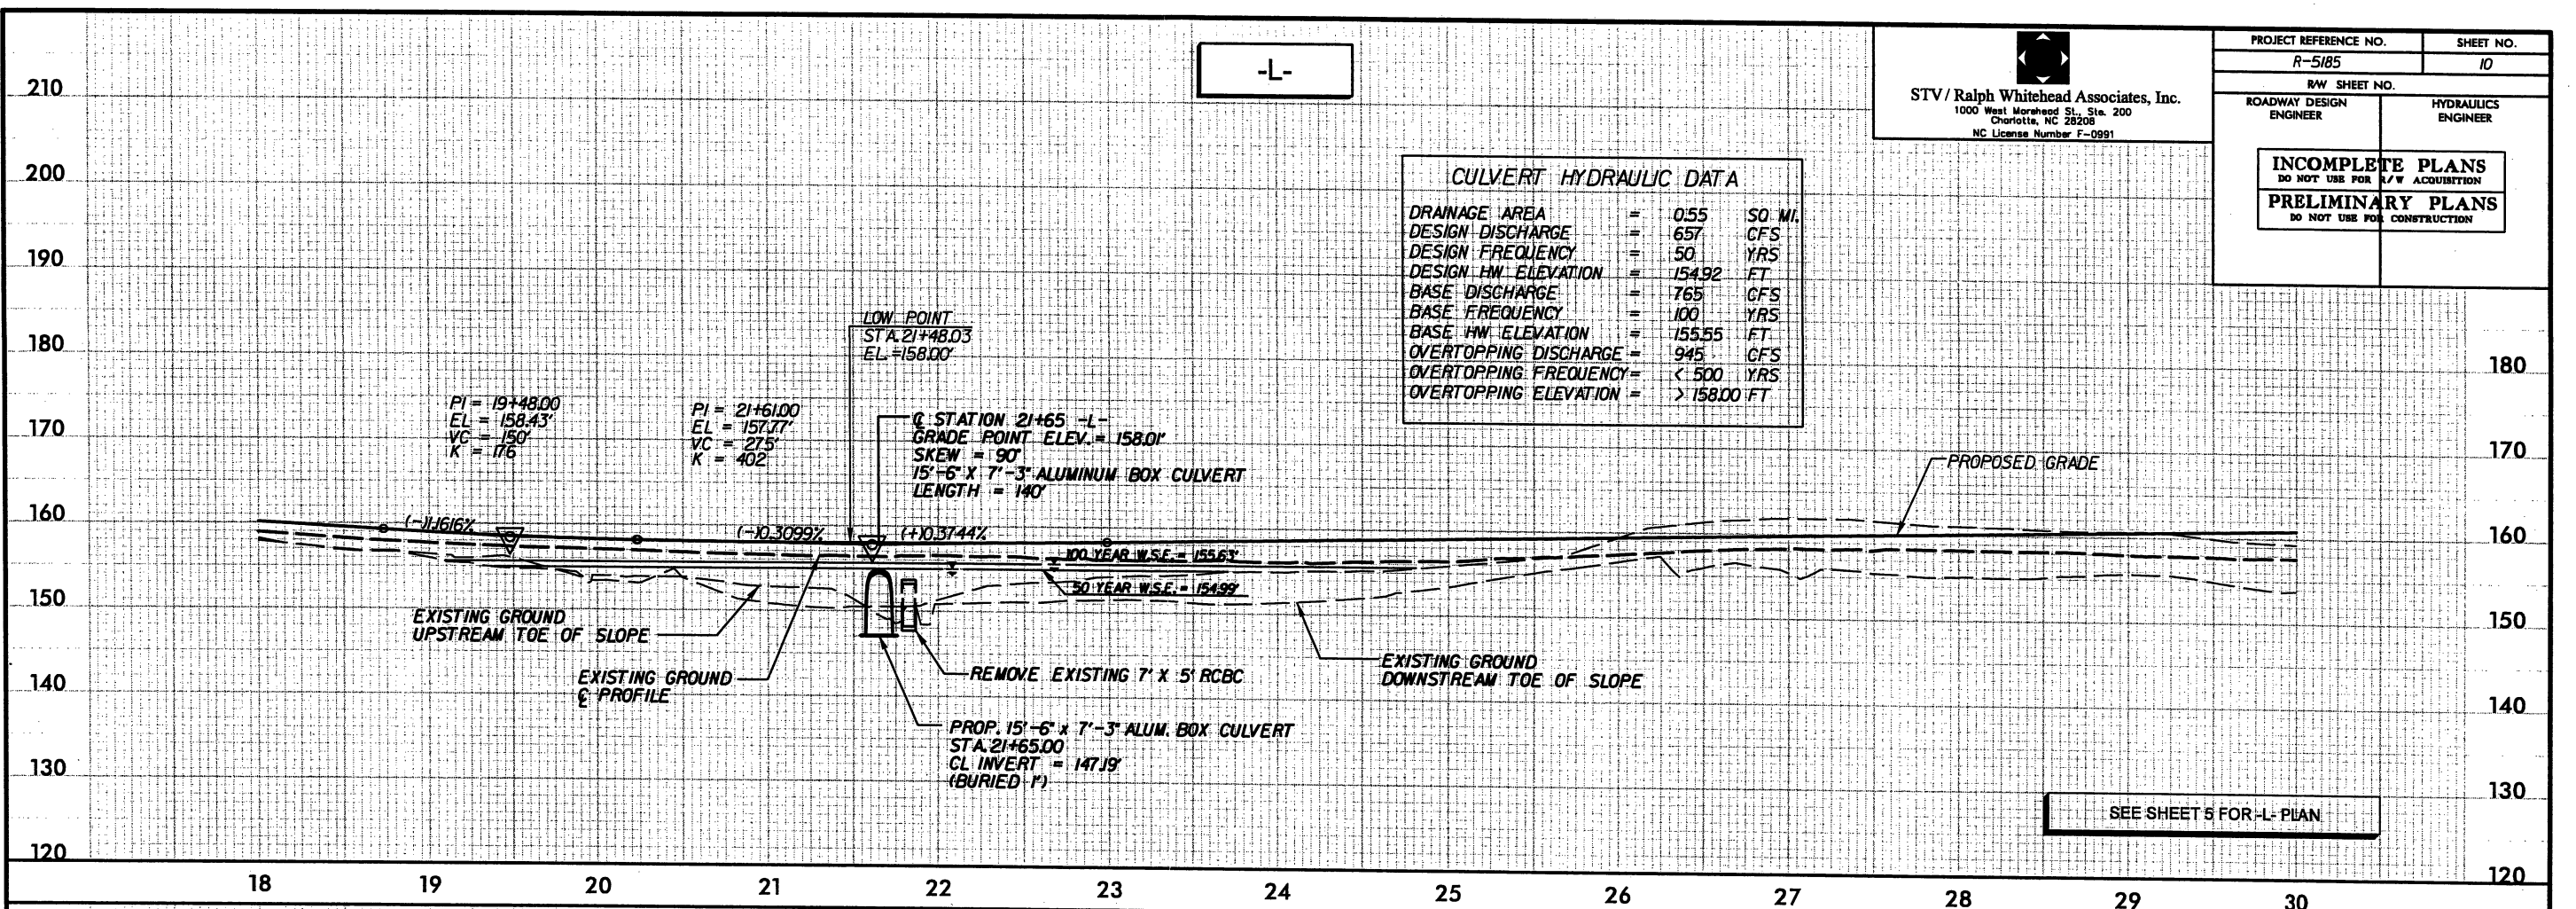 -L-
STV / Ralph Whitehead Associates, Inc.
1000 West Morehead St., Ste. 200
Charlotte, NC 28208
NC License Number F-0991
PROJECT REFERENCE NO. SHEET NO.
R-5185 10
R/W SHEET NO.
ROADWAY DESIGN ENGINEER
HYDRAULICS ENGINEER
INCOMPLETE PLANS
DO NOT USE FOR R/W ACQUISITION
PRELIMINARY PLANS
DO NOT USE FOR CONSTRUCTION
CULVERT HYDRAULIC DATA
DRAINAGE AREA = 0.55 SQ MI.
DESIGN DISCHARGE = 657 CFS
DESIGN FREQUENCY = 50 YRS
DESIGN HW ELEVATION = 154.92 FT
BASE DISCHARGE = 765 CFS
BASE FREQUENCY = 100 YRS
BASE HW ELEVATION = 155.55 FT
OVERTOPPING DISCHARGE = 945 CFS
OVERTOPPING FREQUENCY = < 500 YRS
OVERTOPPING ELEVATION = > 158.00 FT
210
200
190
180
170
160
150
140
130
120
LOW POINT
STA.21+48.03
EL.=158.00'
PI = 19+48.00
EL = 158.43'
VC = 150'
K = 176
PI = 21+61.00
EL = 157.77'
VC = 275'
K = 402
℄ STATION 21+65 -L-
GRADE POINT ELEV.= 158.01'
SKEW = 90°
15'-6" X 7'-3" ALUMINUM BOX CULVERT
LENGTH = 140'
PROPOSED GRADE
(-)1.1616%
(-)0.3099%
(+)0.3744%
100 YEAR W.S.E.= 155.63'
50 YEAR W.S.E.= 154.99'
EXISTING GROUND
UPSTREAM TOE OF SLOPE
EXISTING GROUND
℄ PROFILE
REMOVE EXISTING 7' X 5' RCBC
EXISTING GROUND
DOWNSTREAM TOE OF SLOPE
PROP. 15'-6" x 7'-3" ALUM. BOX CULVERT
STA.21+65.00
CL INVERT = 147.19'
(BURIED 1')
180
170
160
150
140
130
120
SEE SHEET 5 FOR -L- PLAN
18 19 20 21 22 23 24 25 26 27 28 29 30